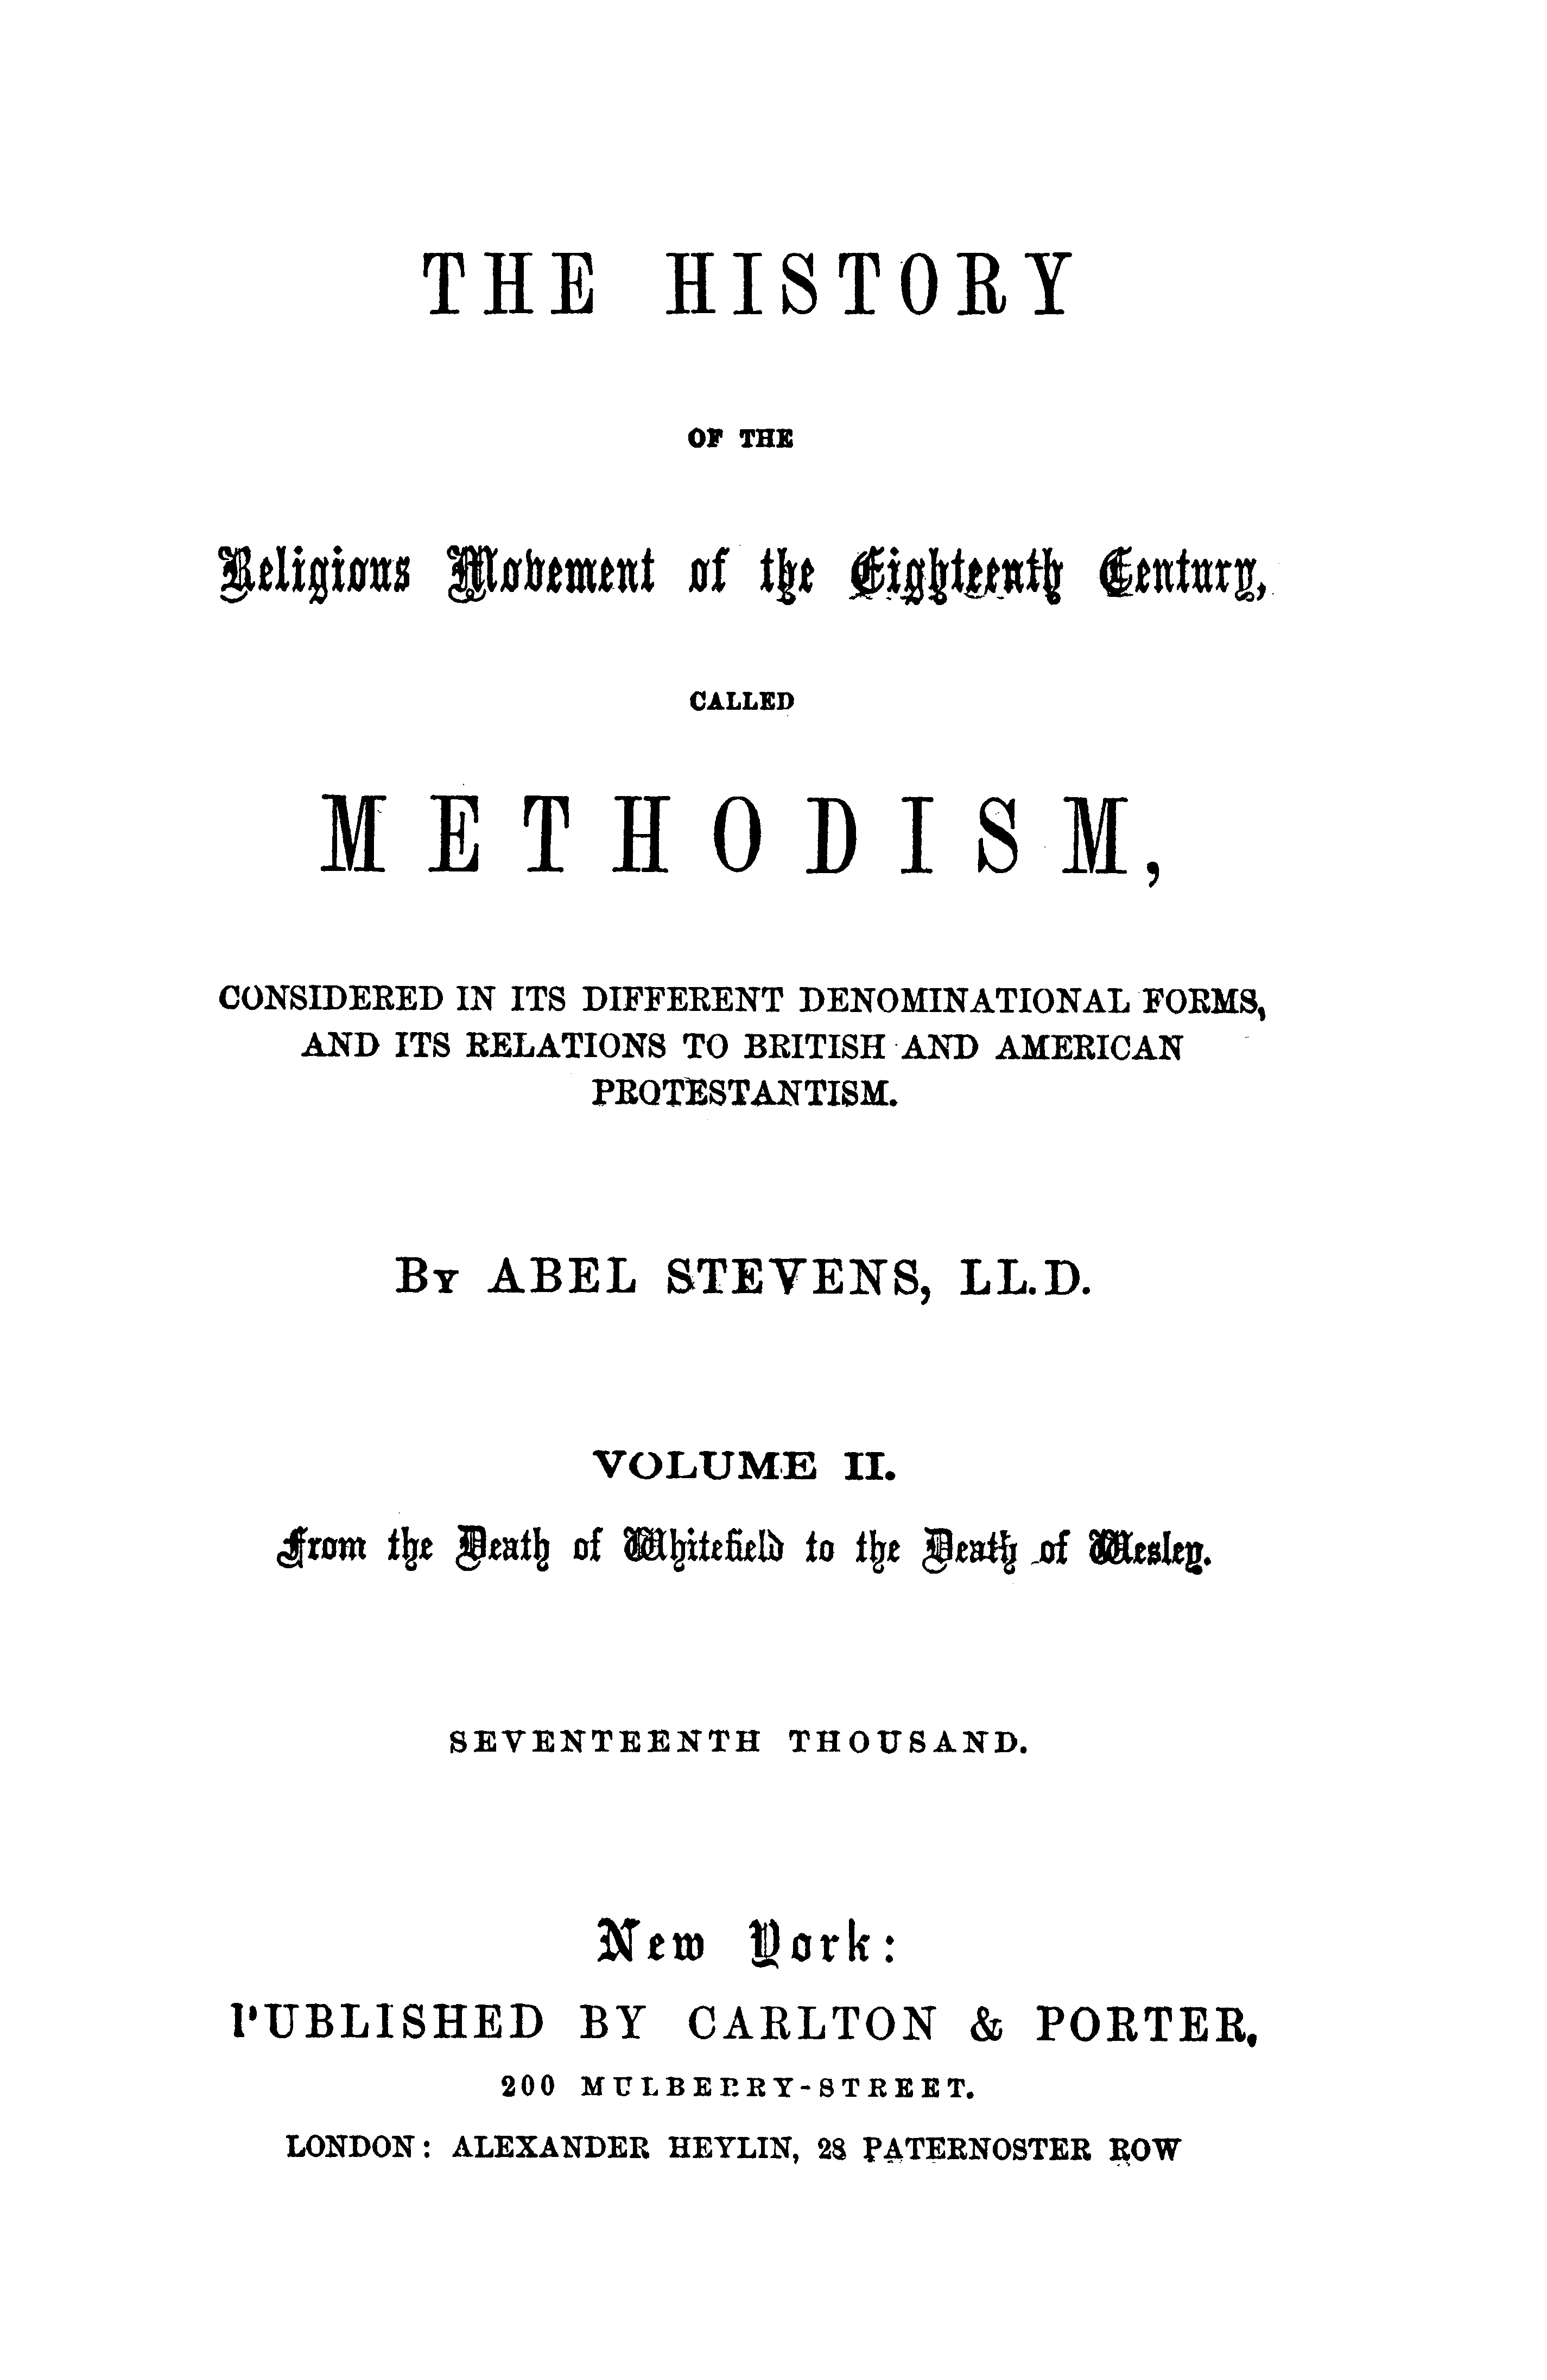 THE HISTORY
OF THE
Religious Movement of the Eighteenth Century,
CALLED
METHODISM,
CONSIDERED IN ITS DIFFERENT DENOMINATIONAL FORMS,
AND ITS RELATIONS TO BRITISH AND AMERICAN
PROTESTANTISM.
By ABEL STEVENS, LL.D.
VOLUME II.
From the Death of Whitefield to the Death of Wesley.
SEVENTEENTH THOUSAND.
New York:
PUBLISHED BY CARLTON & PORTER,
200 MULBERRY-STREET.
LONDON: ALEXANDER HEYLIN, 28 PATERNOSTER ROW